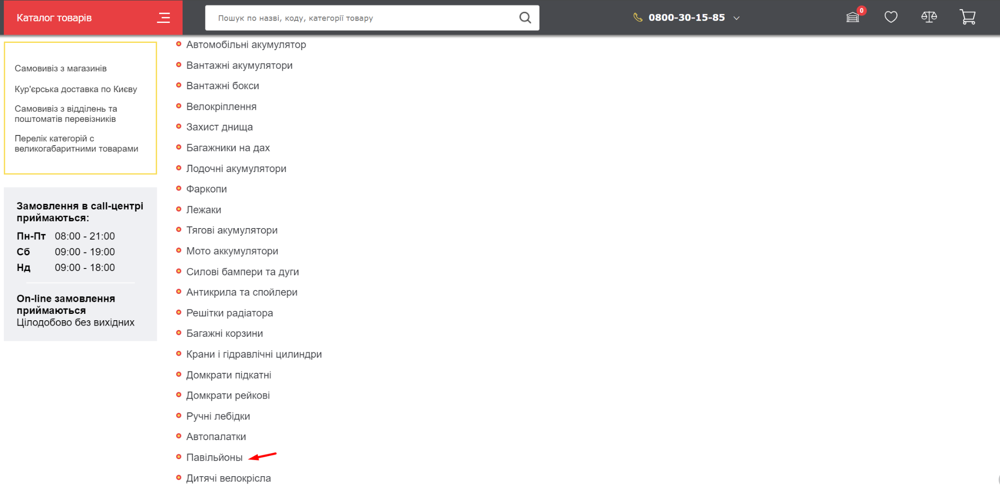 Каталог товарів
Пошук по назві, коду, категорії товару
0800-30-15-85
0
Самовивіз з магазинів
Кур'єрська доставка по Києву
Самовивіз з відділень та
поштоматів перевізників
Перелік категорій с
великогабаритними товарами
Замовлення в call-центрі
приймаються:
Пн-Пт 08:00 - 21:00
Сб 09:00 - 19:00
Нд 09:00 - 18:00
On-line замовлення
приймаються
Цілодобово без вихідних
Автомобільні акумулятор
Вантажні акумулятори
Вантажні бокси
Велокріплення
Захист днища
Багажники на дах
Лодочні акумулятори
Фаркопи
Лежаки
Тягові акумулятори
Мото аккумулятори
Силові бампери та дуги
Антикрила та спойлери
Решітки радіатора
Багажні корзини
Крани і гідравлічні цилиндри
Домкрати підкатні
Домкрати рейкові
Ручні лебідки
Автопалатки
Павільйоны
Дитячі велокрісла